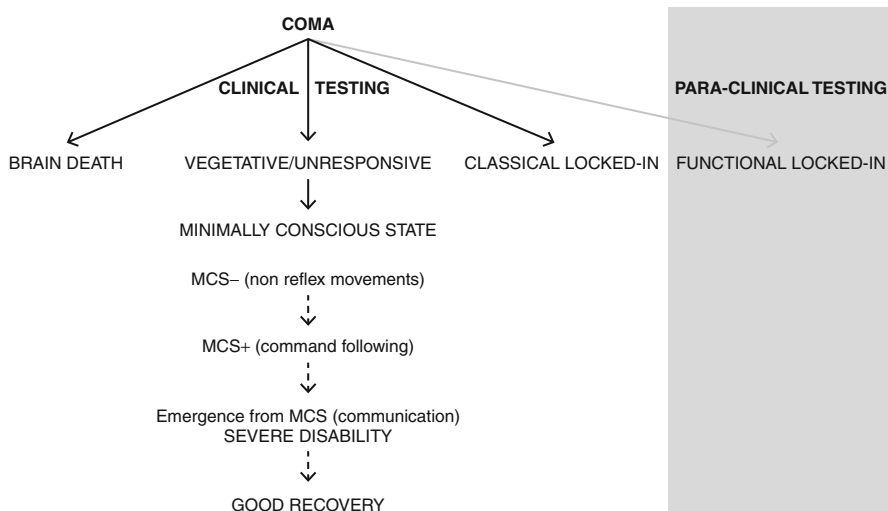 COMA
CLINICAL TESTING
PARA-CLINICAL TESTING
BRAIN DEATH
VEGETATIVE/UNRESPONSIVE
CLASSICAL LOCKED-IN
FUNCTIONAL LOCKED-IN
MINIMALLY CONSCIOUS STATE
MCS– (non reflex movements)
MCS+ (command following)
Emergence from MCS (communication)
SEVERE DISABILITY
GOOD RECOVERY